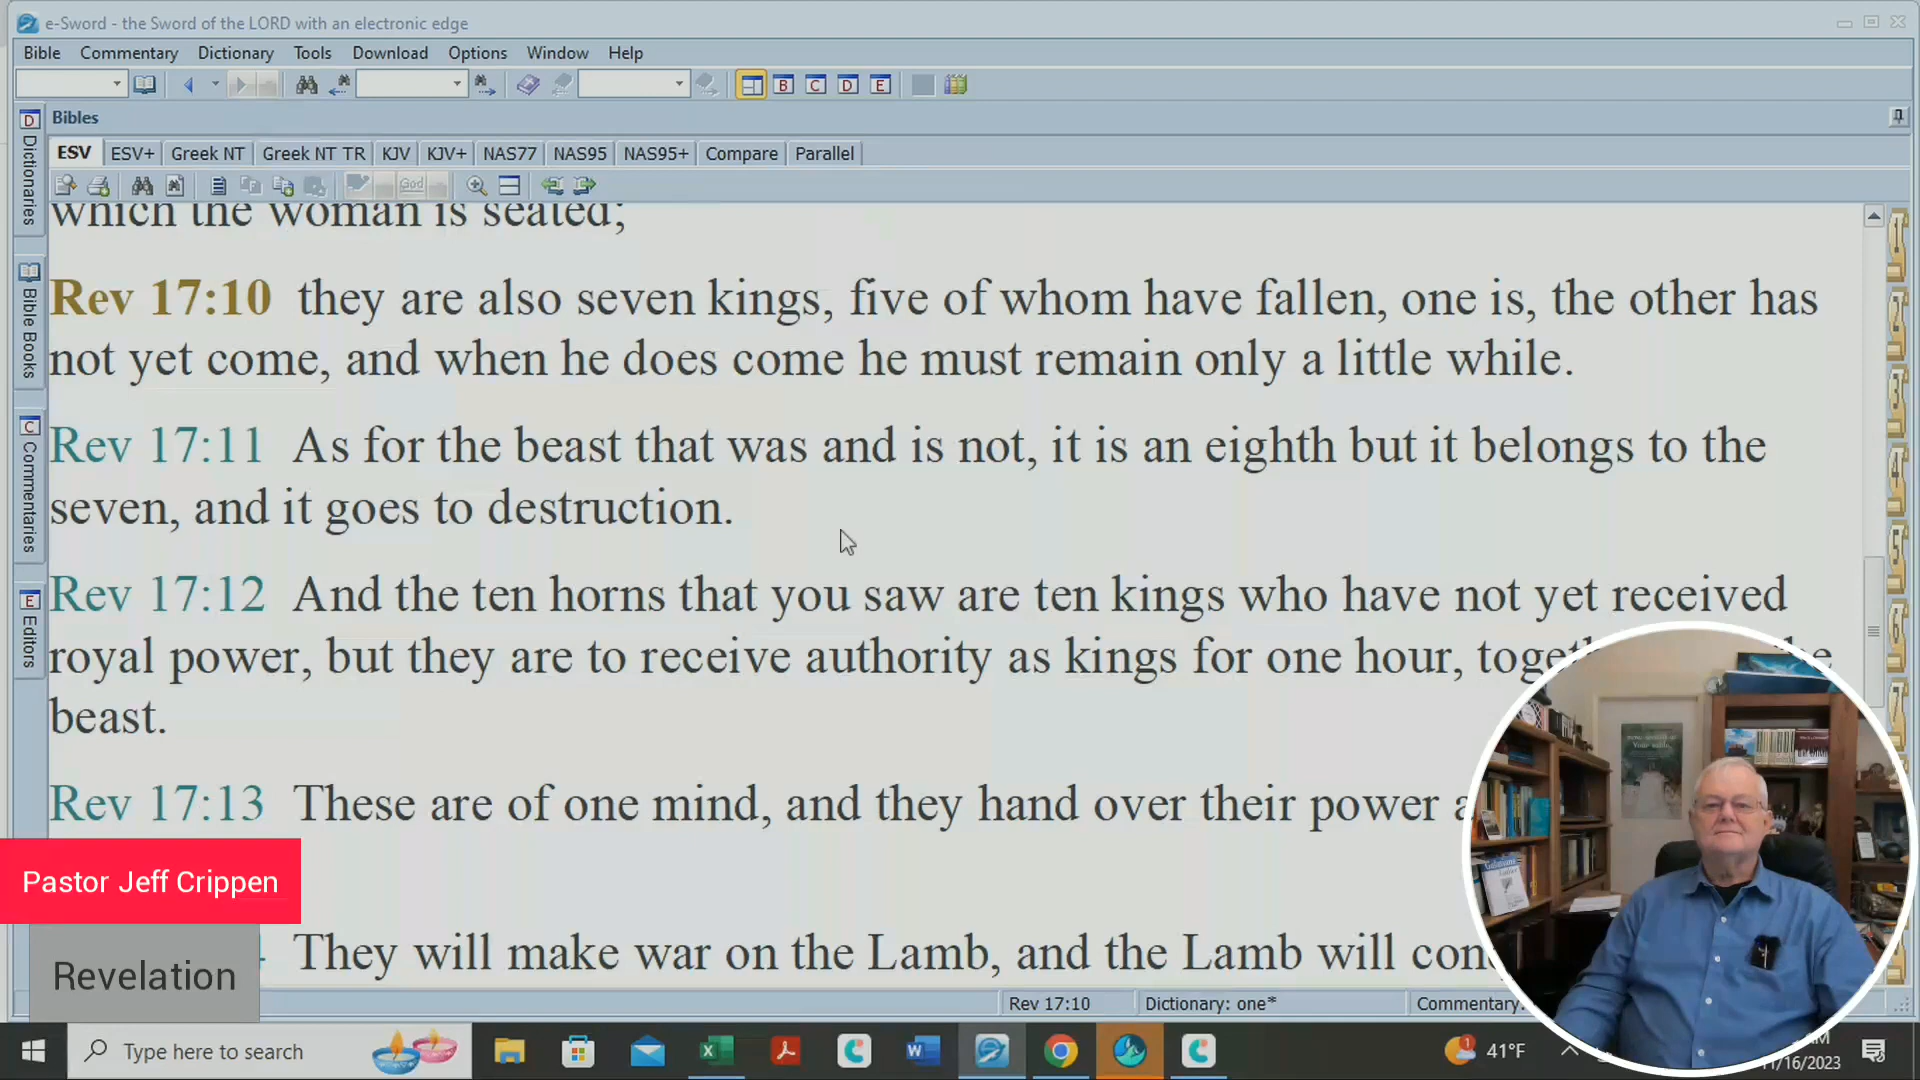 e-Sword - the Sword of the LORD with an electronic edge
Bible Commentary Dictionary Tools Download Options Window Help
B C D E
Bibles
ESV ESV+ Greek NT Greek NT TR KJV KJV+ NAS77 NAS95 NAS95+ Compare Parallel
God
D Dictionaries
Bible Books
C Commentaries
E Editors
which the woman is seated;
Rev 17:10 they are also seven kings, five of whom have fallen, one is, the other has
not yet come, and when he does come he must remain only a little while.
Rev 17:11 As for the beast that was and is not, it is an eighth but it belongs to the
seven, and it goes to destruction.
Rev 17:12 And the ten horns that you saw are ten kings who have not yet received
royal power, but they are to receive authority as kings for one hour,
beast.
Rev 17:13 These are of one mind, and they hand over their power
They will make war on the Lamb, and the Lamb will
Pastor Jeff Crippen
Revelation
Rev 17:10 Dictionary: one* Commentary:
Type here to search
41°F
1/16/2023